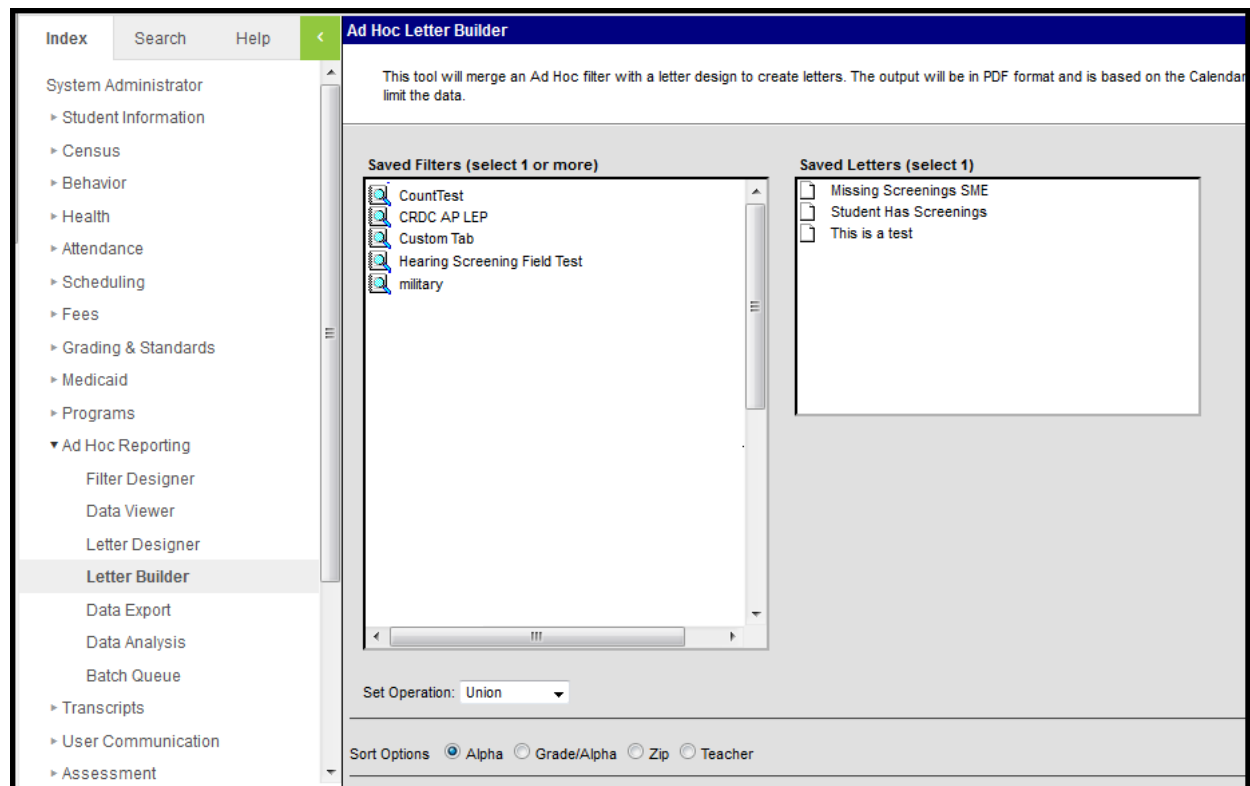 Index Search Help
System Administrator
Student Information
Census
Behavior
Health
Attendance
Scheduling
Fees
Grading & Standards
Medicaid
Programs
Ad Hoc Reporting
Filter Designer
Data Viewer
Letter Designer
Letter Builder
Data Export
Data Analysis
Batch Queue
Transcripts
User Communication
Assessment
Ad Hoc Letter Builder
This tool will merge an Ad Hoc filter with a letter design to create letters. The output will be in PDF format and is based on the Calendar
limit the data.
Saved Filters (select 1 or more)
CountTest
CRDC AP LEP
Custom Tab
Hearing Screening Field Test
military
Saved Letters (select 1)
Missing Screenings SME
Student Has Screenings
This is a test
Set Operation: Union
Sort Options Alpha Grade/Alpha Zip Teacher